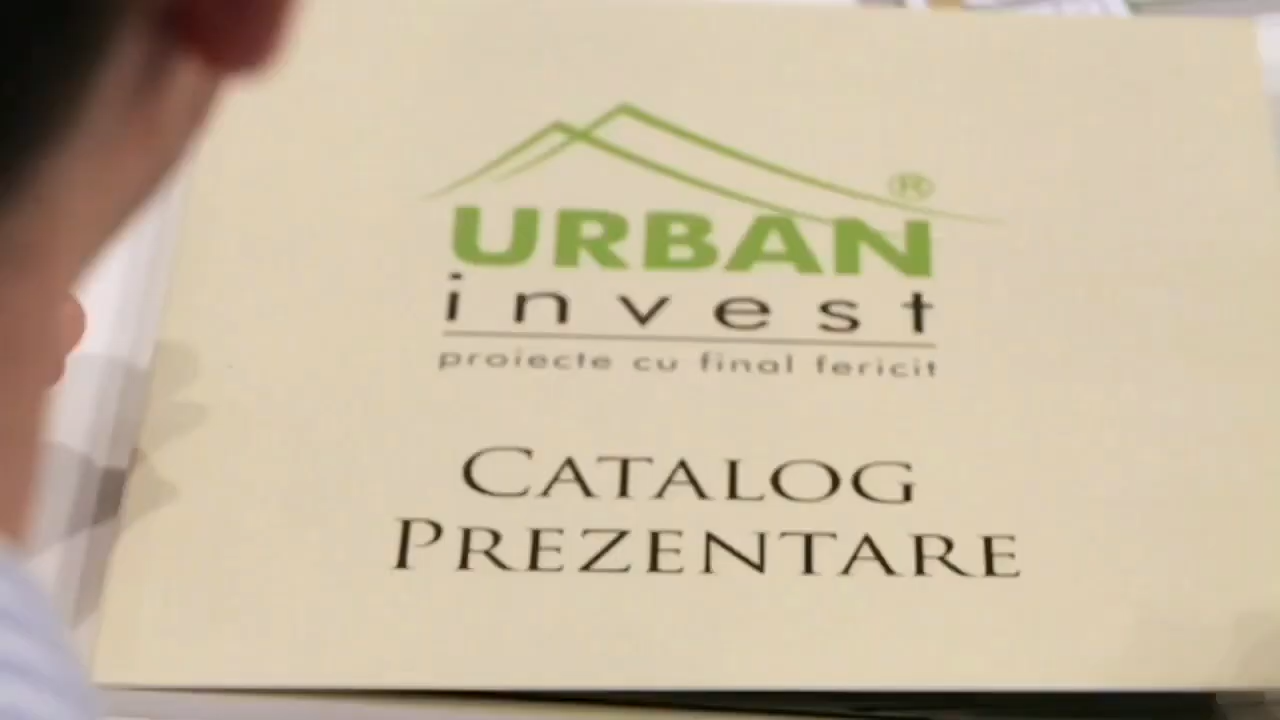 URBAN ®
invest
proiecte cu final fericit
CATALOG
PREZENTARE